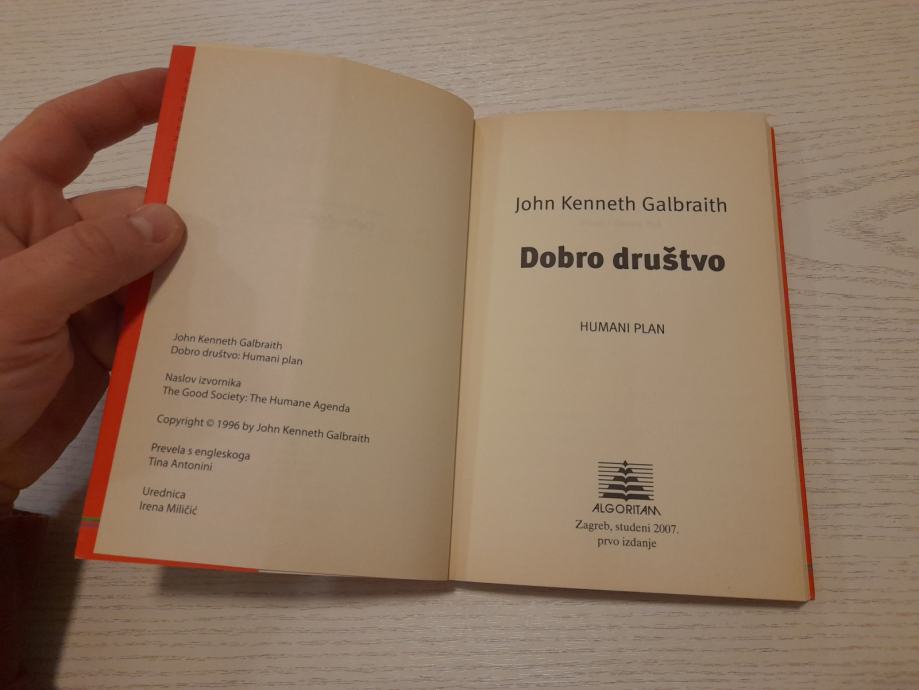 John Kenneth Galbraith
Dobro društvo: Humani plan
Naslov izvornika
The Good Society: The Humane Agenda
Copyright © 1996 by John Kenneth Galbraith
Prevela s engleskoga
Tina Antonini
Urednica
Irena Miličić
John Kenneth Galbraith
Dobro društvo
HUMANI PLAN
ALGORITAM
Zagreb, studeni 2007.
prvo izdanje